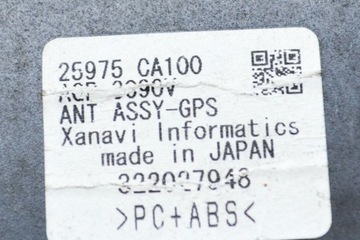 25975 CA100
ANT ASSY-GPS
Xanavi Informatics
made in JAPAN
>PC+ABS<